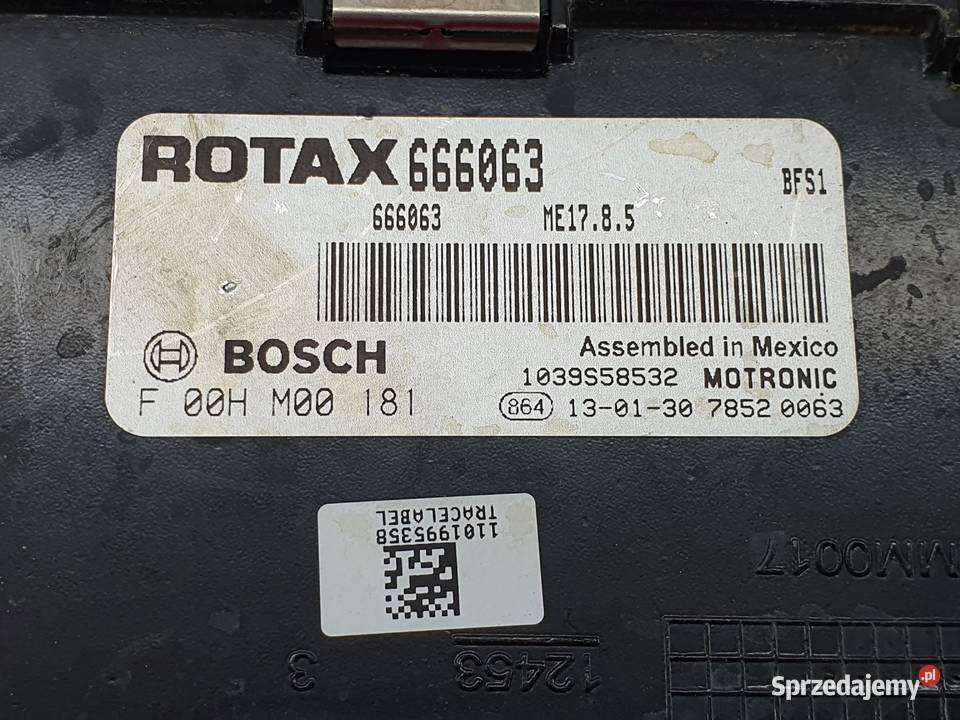 ROTAX 666063
BFS1
666063 ME17.8.5
BOSCH
Assembled in Mexico
1039S58532 MOTRONIC
F 00H M00 181
864 13-01-30 7852 0063
TRACELABEL
1101995358
MM0017
12453
3
Sprzedajemy.pl